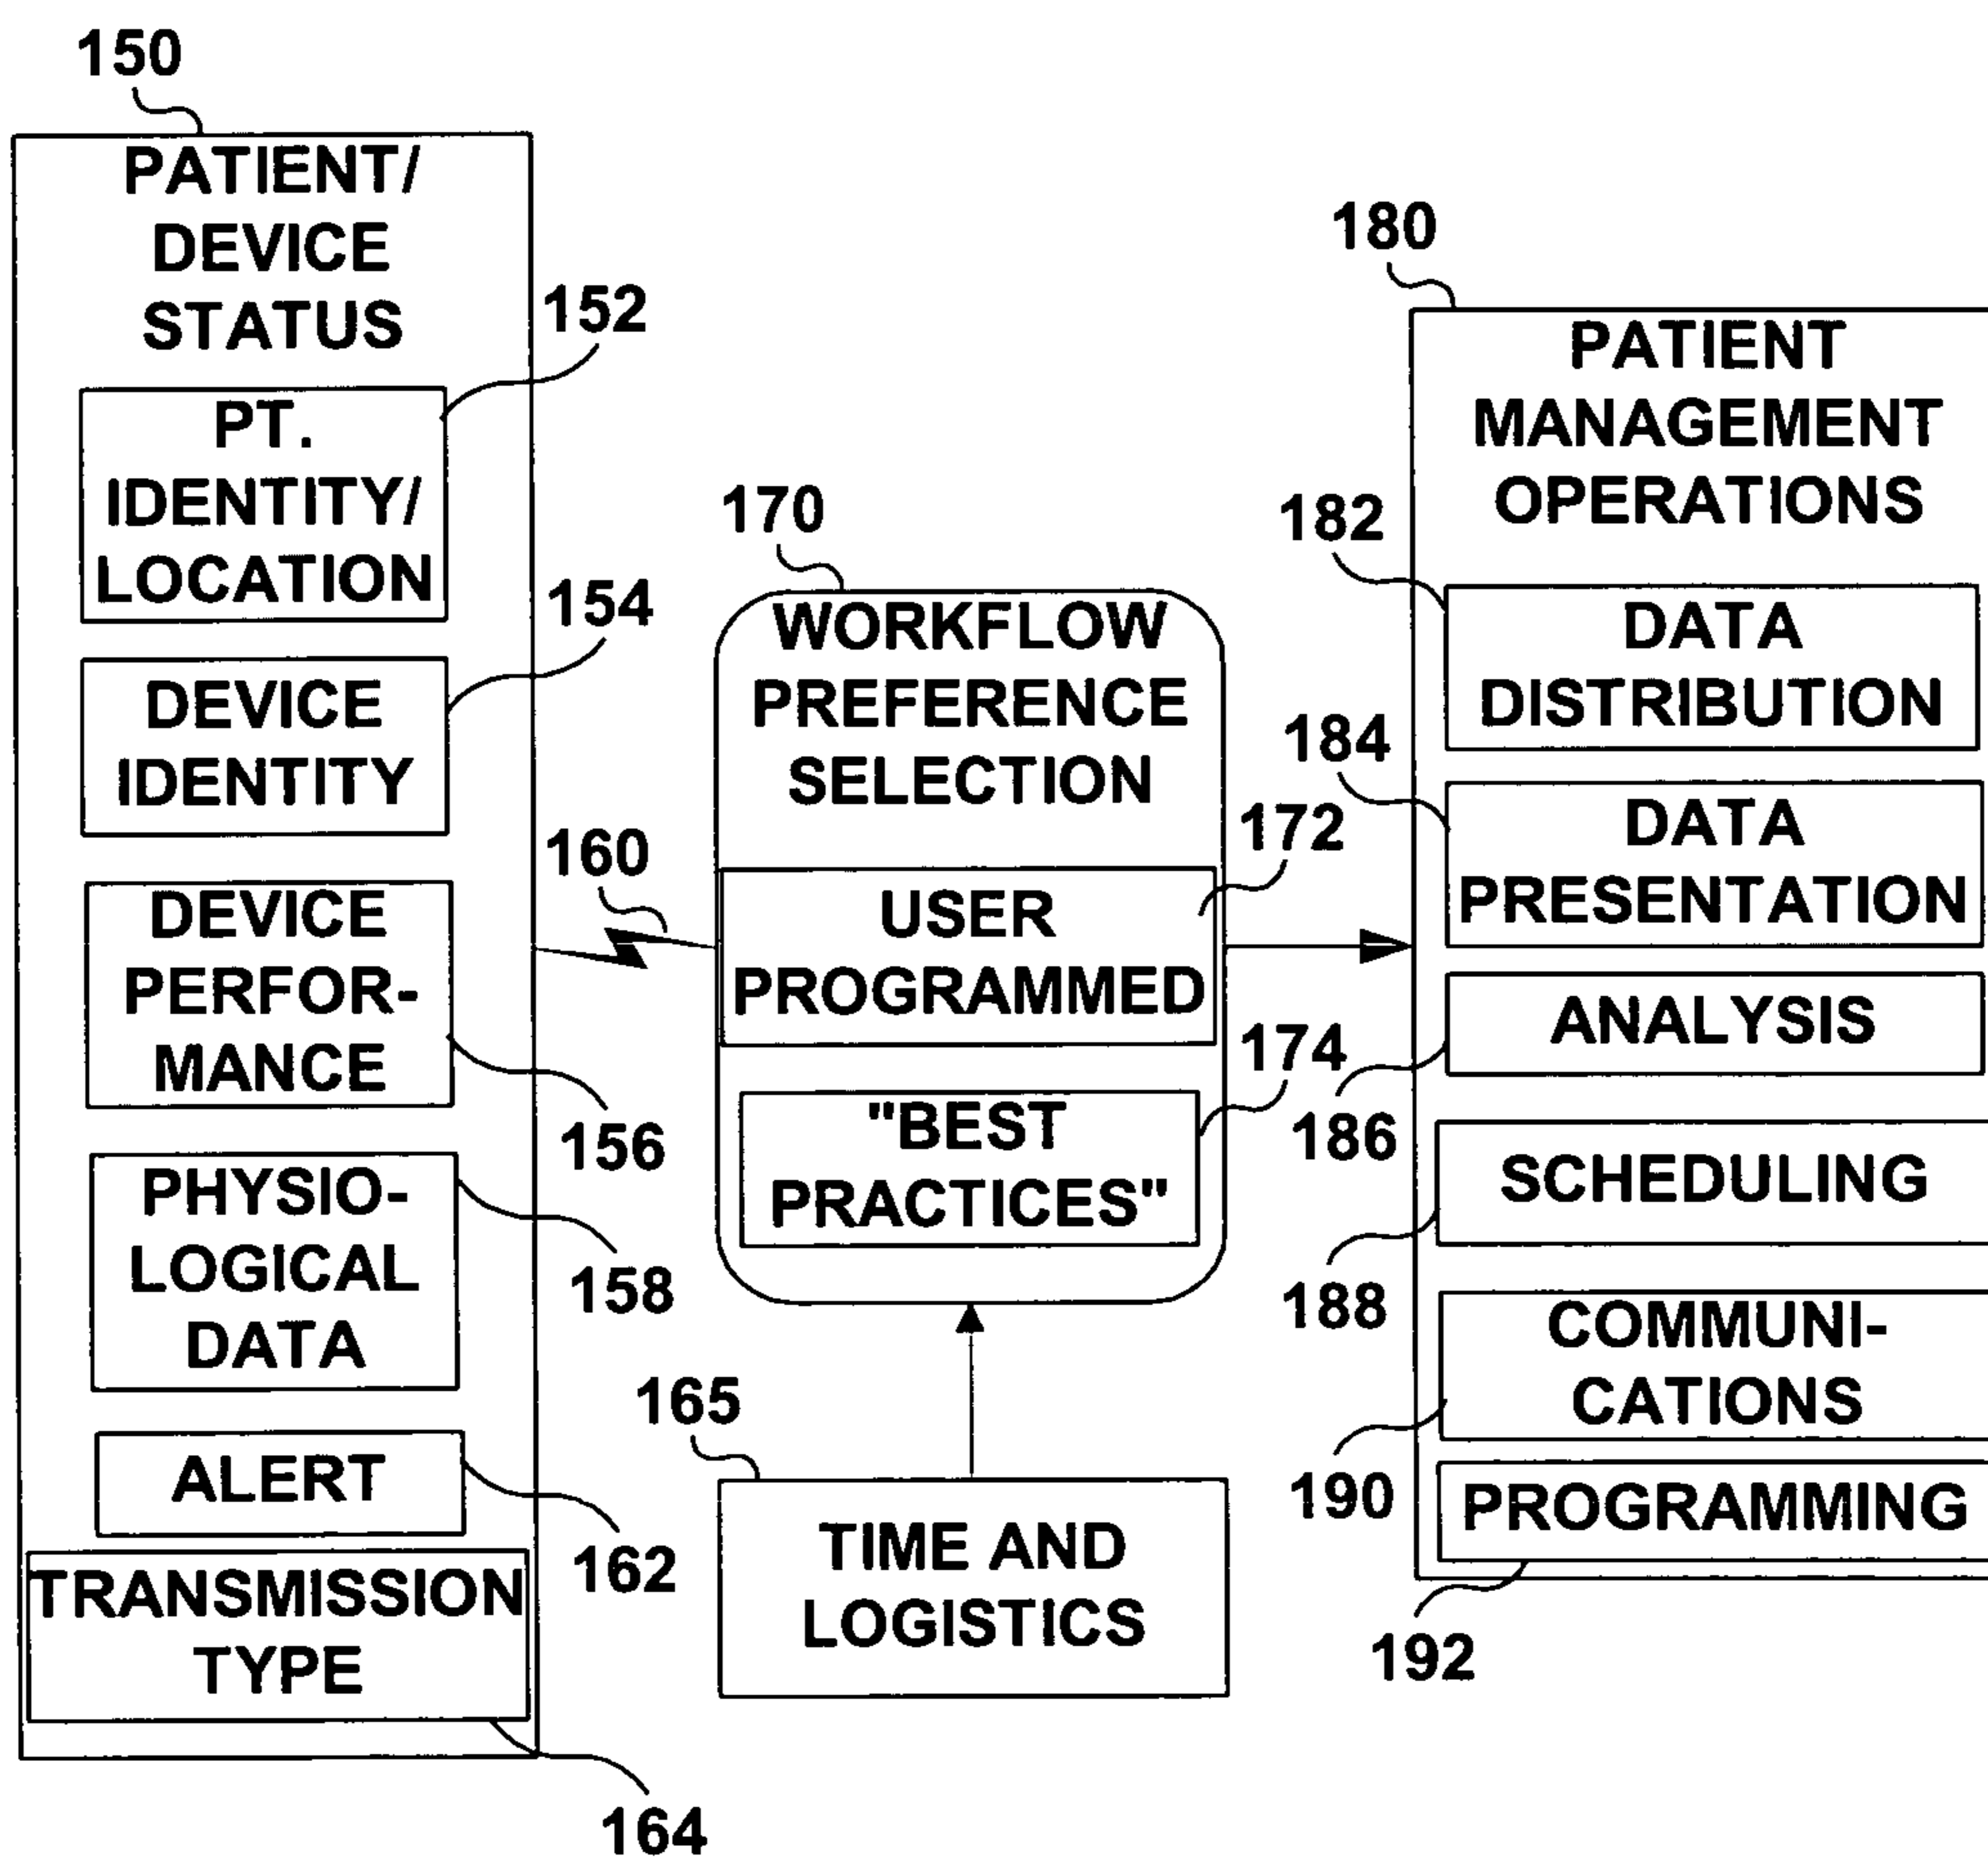 150
PATIENT/
DEVICE
STATUS
152
PT.
IDENTITY/
LOCATION
154
DEVICE
IDENTITY
DEVICE
PERFOR-
MANCE
156
PHYSIO-
LOGICAL
DATA
158
ALERT
162
TRANSMISSION
TYPE
164
160
170
WORKFLOW
PREFERENCE
SELECTION
172
USER
PROGRAMMED
174
"BEST
PRACTICES"
165
TIME AND
LOGISTICS
180
PATIENT
MANAGEMENT
OPERATIONS
182
DATA
DISTRIBUTION
184
DATA
PRESENTATION
ANALYSIS
186
SCHEDULING
188
COMMUNI-
CATIONS
190
PROGRAMMING
192